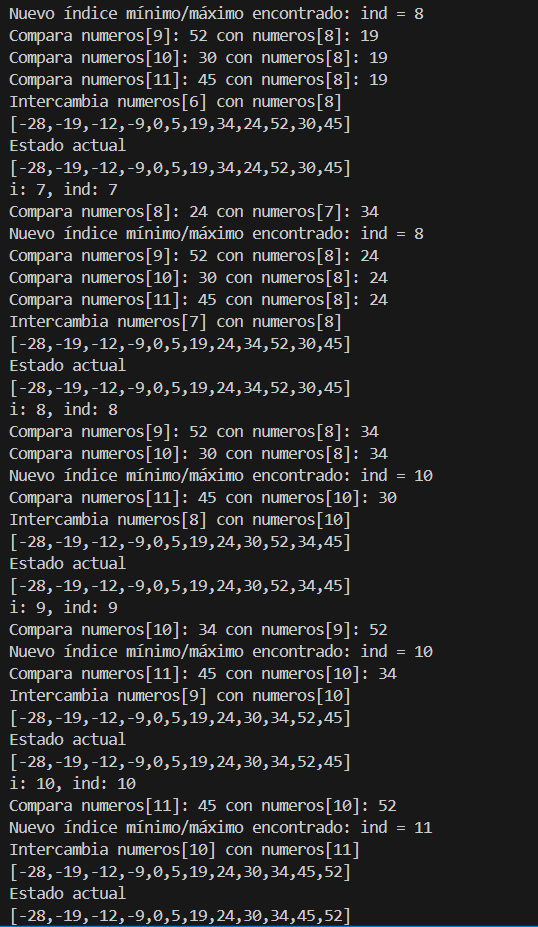 Nuevo índice mínimo/máximo encontrado: ind = 8
Compara numeros[9]: 52 con numeros[8]: 19
Compara numeros[10]: 30 con numeros[8]: 19
Compara numeros[11]: 45 con numeros[8]: 19
Intercambia numeros[6] con numeros[8]
[-28,-19,-12,-9,0,5,19,34,24,52,30,45]
Estado actual
[-28,-19,-12,-9,0,5,19,34,24,52,30,45]
i: 7, ind: 7
Compara numeros[8]: 24 con numeros[7]: 34
Nuevo índice mínimo/máximo encontrado: ind = 8
Compara numeros[9]: 52 con numeros[8]: 24
Compara numeros[10]: 30 con numeros[8]: 24
Compara numeros[11]: 45 con numeros[8]: 24
Intercambia numeros[7] con numeros[8]
[-28,-19,-12,-9,0,5,19,24,34,52,30,45]
Estado actual
[-28,-19,-12,-9,0,5,19,24,34,52,30,45]
i: 8, ind: 8
Compara numeros[9]: 52 con numeros[8]: 34
Compara numeros[10]: 30 con numeros[8]: 34
Nuevo índice mínimo/máximo encontrado: ind = 10
Compara numeros[11]: 45 con numeros[10]: 30
Intercambia numeros[8] con numeros[10]
[-28,-19,-12,-9,0,5,19,24,30,52,34,45]
Estado actual
[-28,-19,-12,-9,0,5,19,24,30,52,34,45]
i: 9, ind: 9
Compara numeros[10]: 34 con numeros[9]: 52
Nuevo índice mínimo/máximo encontrado: ind = 10
Compara numeros[11]: 45 con numeros[10]: 34
Intercambia numeros[9] con numeros[10]
[-28,-19,-12,-9,0,5,19,24,30,34,52,45]
Estado actual
[-28,-19,-12,-9,0,5,19,24,30,34,52,45]
i: 10, ind: 10
Compara numeros[11]: 45 con numeros[10]: 52
Nuevo índice mínimo/máximo encontrado: ind = 11
Intercambia numeros[10] con numeros[11]
[-28,-19,-12,-9,0,5,19,24,30,34,45,52]
Estado actual
[-28,-19,-12,-9,0,5,19,24,30,34,45,52]